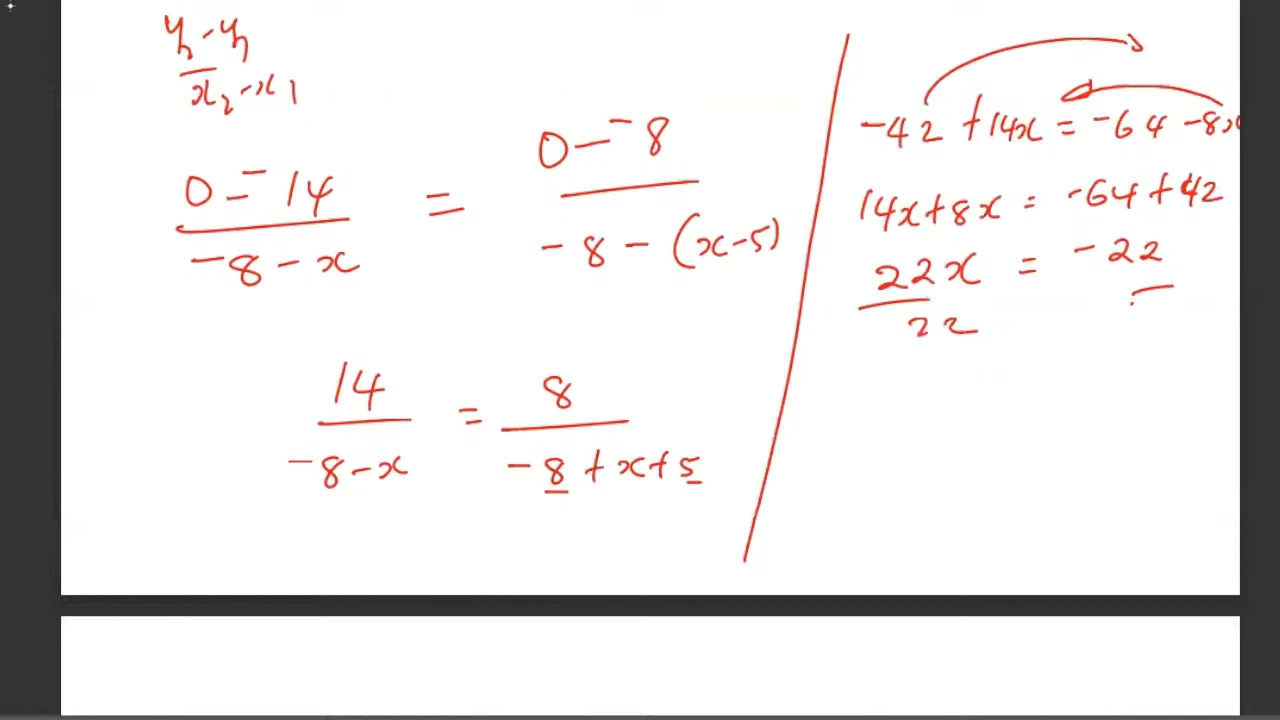 y₂ - y₁
x₂ - x 1
0 - ⁻14 / -8 - x = 0 - ⁻8 / -8 - (x - 5)
14 / -8 - x = 8 / -8 + x + 5
-42 + 14x = -64 - 8x
14x + 8x = -64 + 42
22x = -22
22